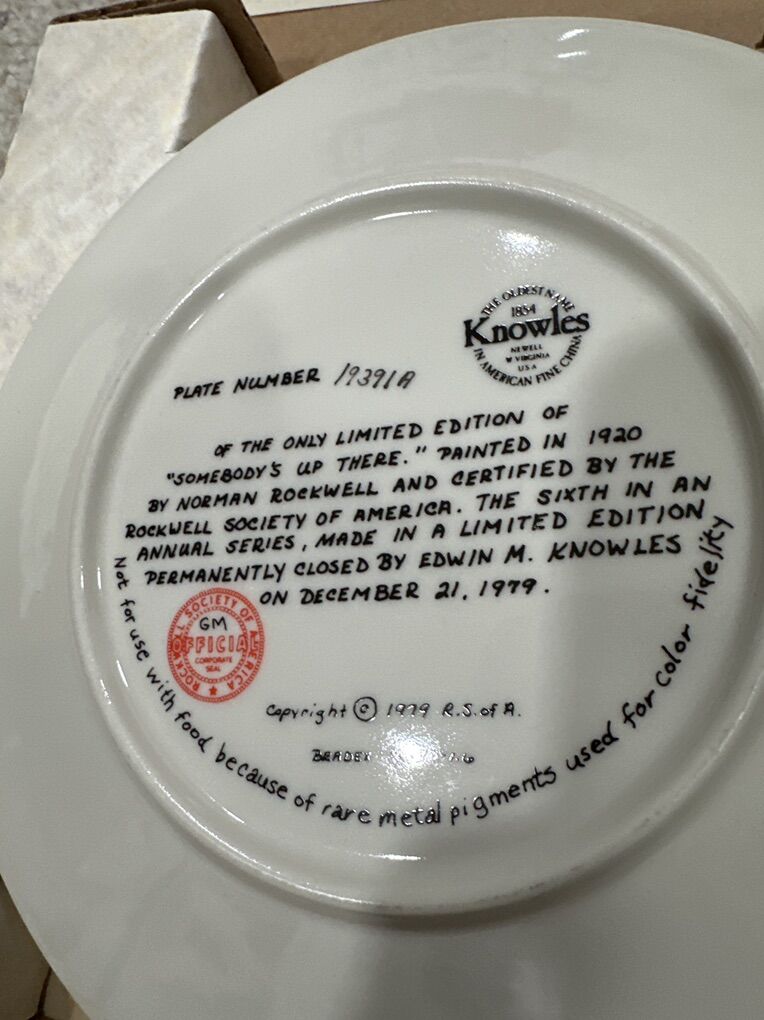 THE OLDEST NAME
1854
Knowles
NEWELL
W VIRGINIA
U S A
IN AMERICAN FINE CHINA
PLATE NUMBER 19391A
OF THE ONLY LIMITED EDITION OF
"SOMEBODY'S UP THERE." PAINTED IN 1920
BY NORMAN ROCKWELL AND CERTIFIED BY THE
ROCKWELL SOCIETY OF AMERICA. THE SIXTH IN AN
ANNUAL SERIES, MADE IN A LIMITED EDITION
PERMANENTLY CLOSED BY EDWIN M. KNOWLES
ON DECEMBER 21, 1979.
ROCKWELL SOCIETY OF AMERICA
GM
OFFICIAL
CORPORATE
SEAL
Copyright © 1979 R.S. of A.
Not for use with food because of rare metal pigments used for color fidelity